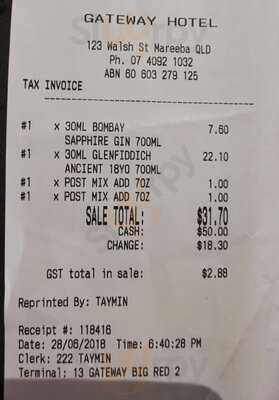 GATEWAY HOTEL
123 Walsh St Mareeba QLD
Ph. 07 4092 1032
ABN 60 603 279 125
TAX INVOICE
#1 x 30ML BOMBAY 7.60
SAPPHIRE GIN 700ML
#1 x 30ML GLENFIDDICH 22.10
ANCIENT 18YO 700ML
#1 x POST MIX ADD 7OZ 1.00
#1 x POST MIX ADD 7OZ 1.00
SALE TOTAL: $31.70
CASH: $50.00
CHANGE: $18.30
GST total in sale: $2.88
Reprinted By: TAYMIN
Receipt #: 118416
Date: 28/06/2018 Time: 6:40:28 PM
Clerk: 222 TAYMIN
Terminal: 13 GATEWAY BIG RED 2